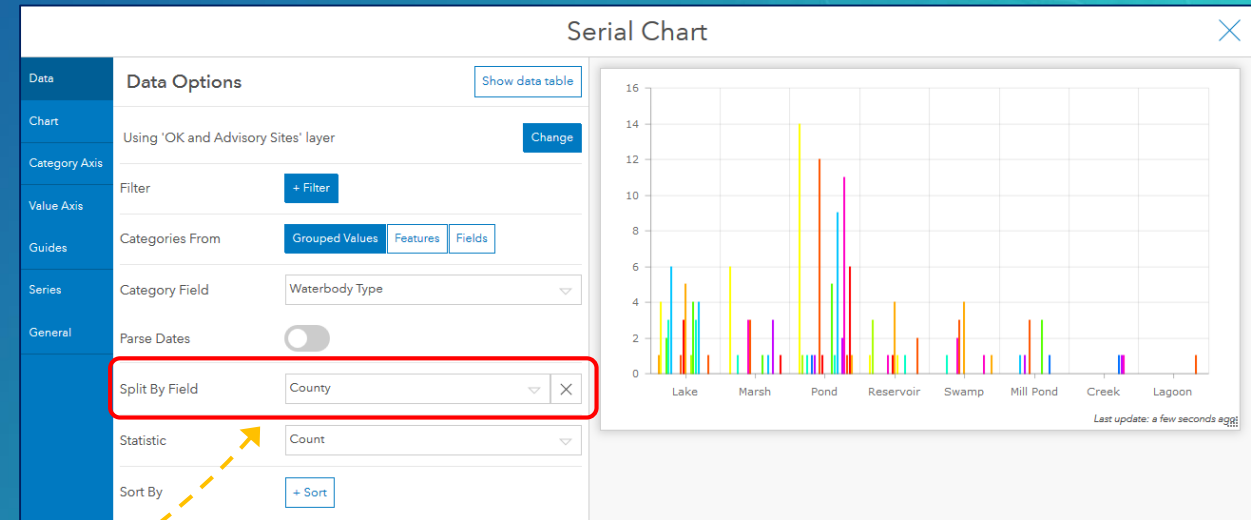 Serial Chart
Data
Chart
Category Axis
Value Axis
Guides
Series
General
Data Options
Show data table
Using 'OK and Advisory Sites' layer
Change
Filter
+ Filter
Categories From
Grouped Values
Features
Fields
Category Field
Waterbody Type
Parse Dates
Split By Field
County
Statistic
Count
Sort By
+ Sort
16
14
12
10
8
6
4
2
0
Lake Marsh Pond Reservoir Swamp Mill Pond Creek Lagoon
Last update: a few seconds ago